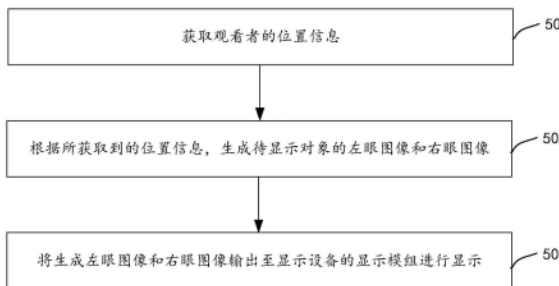 获取观看者的位置信息
50
根据所获取到的位置信息，生成待显示对象的左眼图像和右眼图像
50
将生成左眼图像和右眼图像输出至显示设备的显示模组进行显示
50